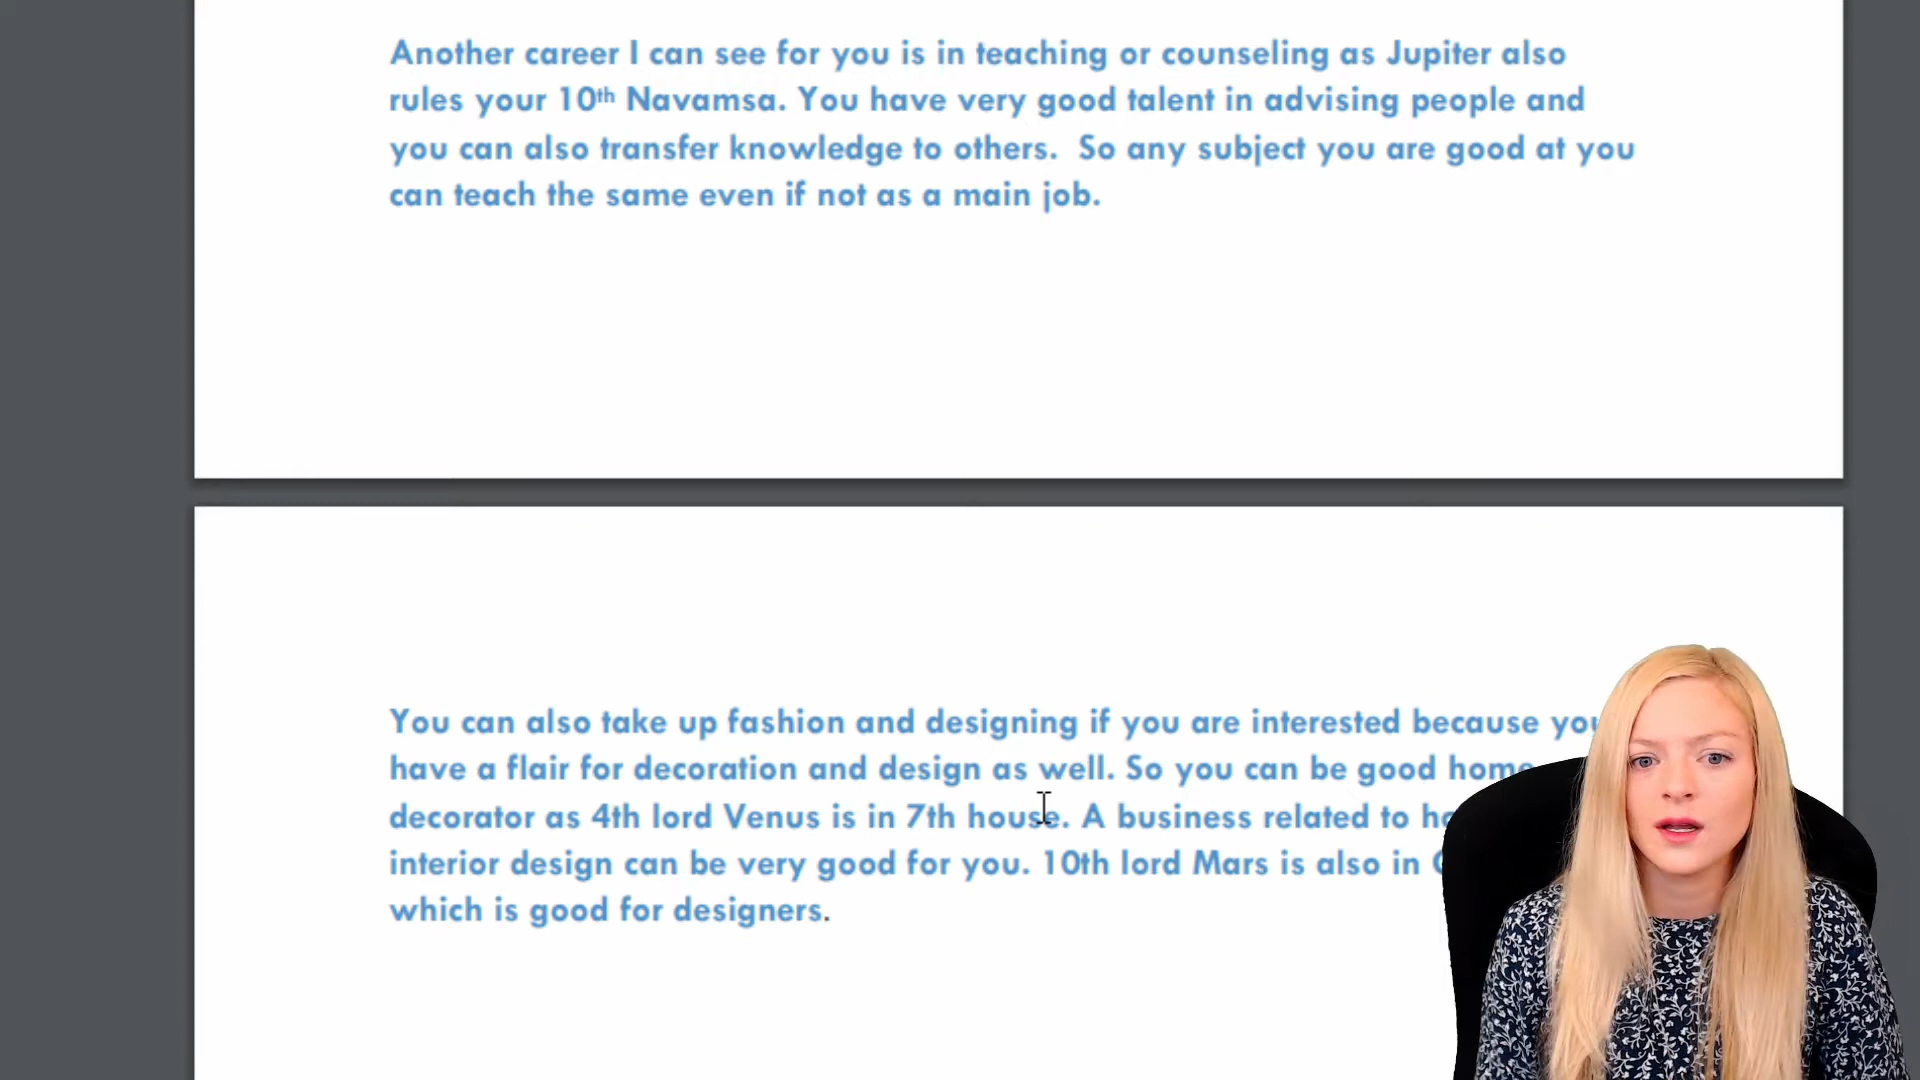 Another career I can see for you is in teaching or counseling as Jupiter also
rules your 10th Navamsa. You have very good talent in advising people and
you can also transfer knowledge to others.  So any subject you are good at you
can teach the same even if not as a main job.
You can also take up fashion and designing if you are interested because you
have a flair for decoration and design as well. So you can be good home
decorator as 4th lord Venus is in 7th house. A business related to
interior design can be very good for you. 10th lord Mars is also in
which is good for designers.